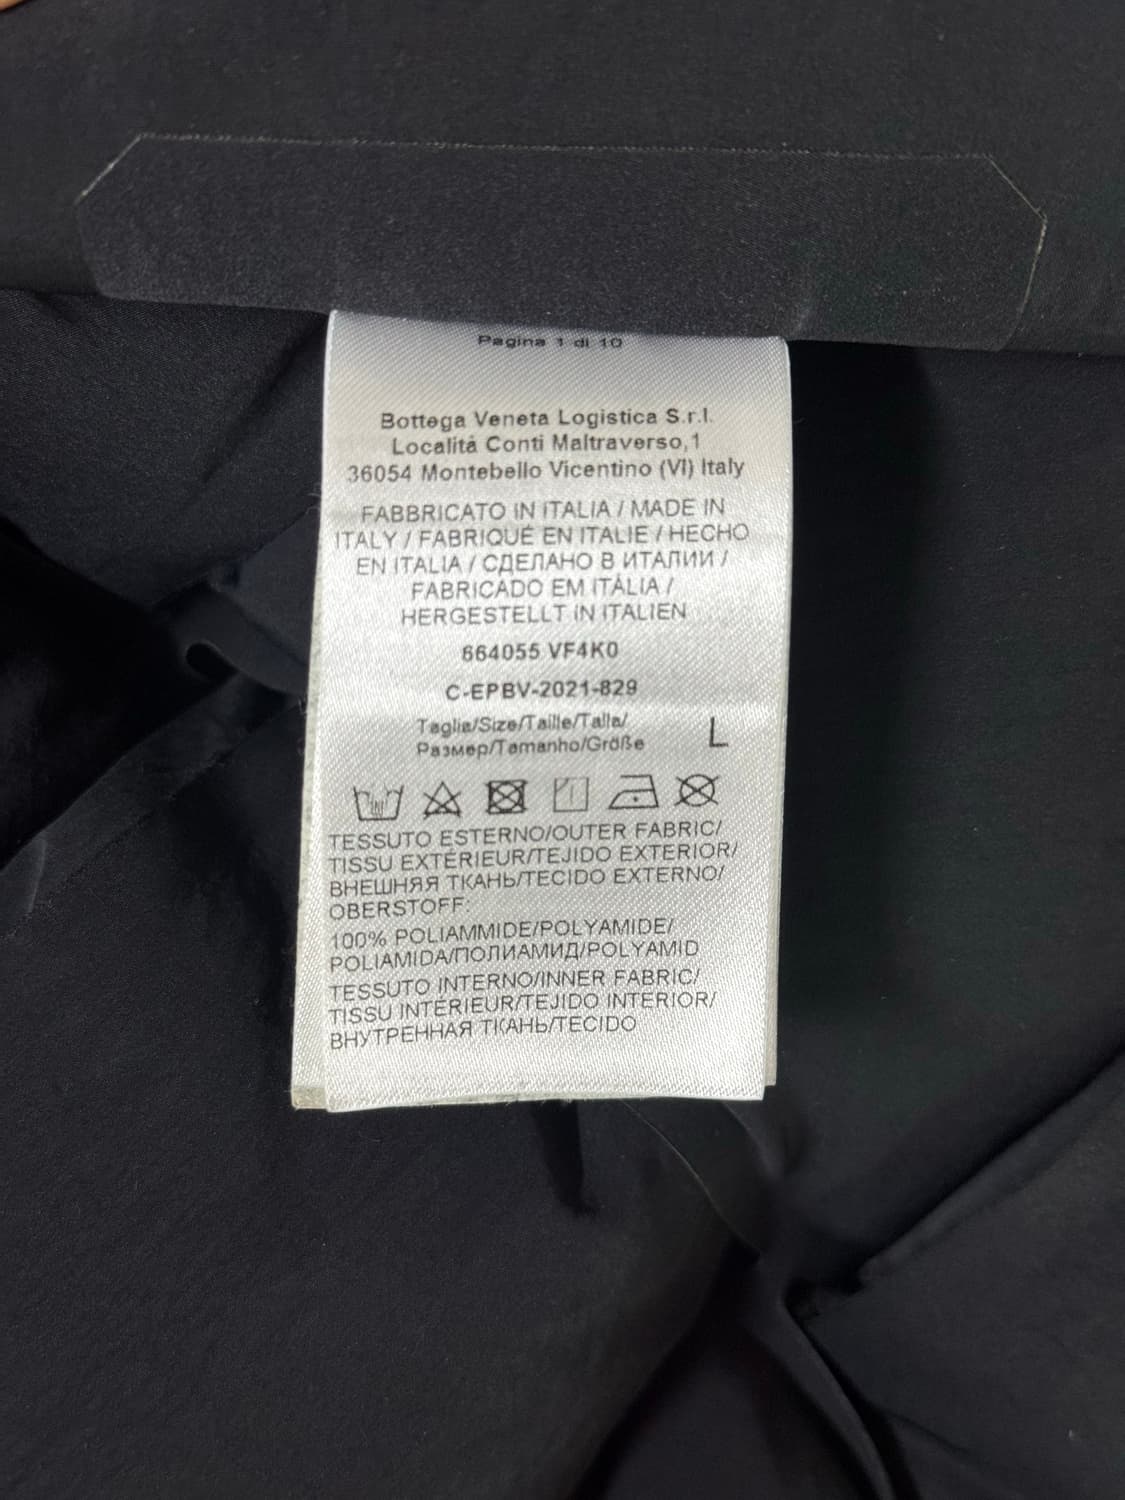 Pagina 1 di 10
Bottega Veneta Logistica S.r.l.
Località Conti Maltraverso,1
36054 Montebello Vicentino (VI) Italy
FABBRICATO IN ITALIA / MADE IN
ITALY / FABRIQUÉ EN ITALIE / HECHO
EN ITALIA / СДЕЛАНО В ИТАЛИИ /
FABRICADO EM ITÁLIA /
HERGESTELLT IN ITALIEN
664055 VF4K0
C-EPBV-2021-829
Taglia/Size/Taille/Talla/
Размер/Tamanho/Größe L
TESSUTO ESTERNO/OUTER FABRIC/
TISSU EXTÉRIEUR/TEJIDO EXTERIOR/
ВНЕШНЯЯ ТКАНЬ/TECIDO EXTERNO/
OBERSTOFF:
100% POLIAMMIDE/POLYAMIDE/
POLIAMIDA/ПОЛИАМИД/POLYAMID
TESSUTO INTERNO/INNER FABRIC/
TISSU INTÉRIEUR/TEJIDO INTERIOR/
ВНУТРЕННАЯ ТКАНЬ/TECIDO